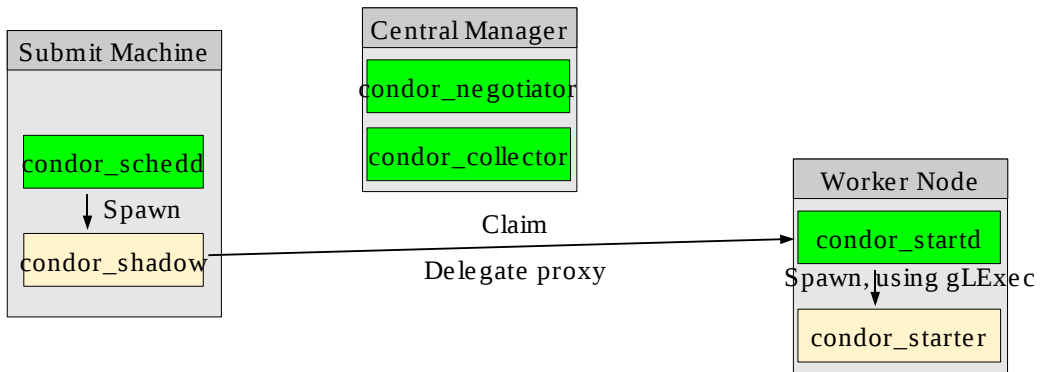 Submit Machine
condor_schedd
Spawn
condor_shadow
Central Manager
condor_negotiator
condor_collector
Claim
Delegate proxy
Worker Node
condor_startd
Spawn, using gLExec
condor_starter